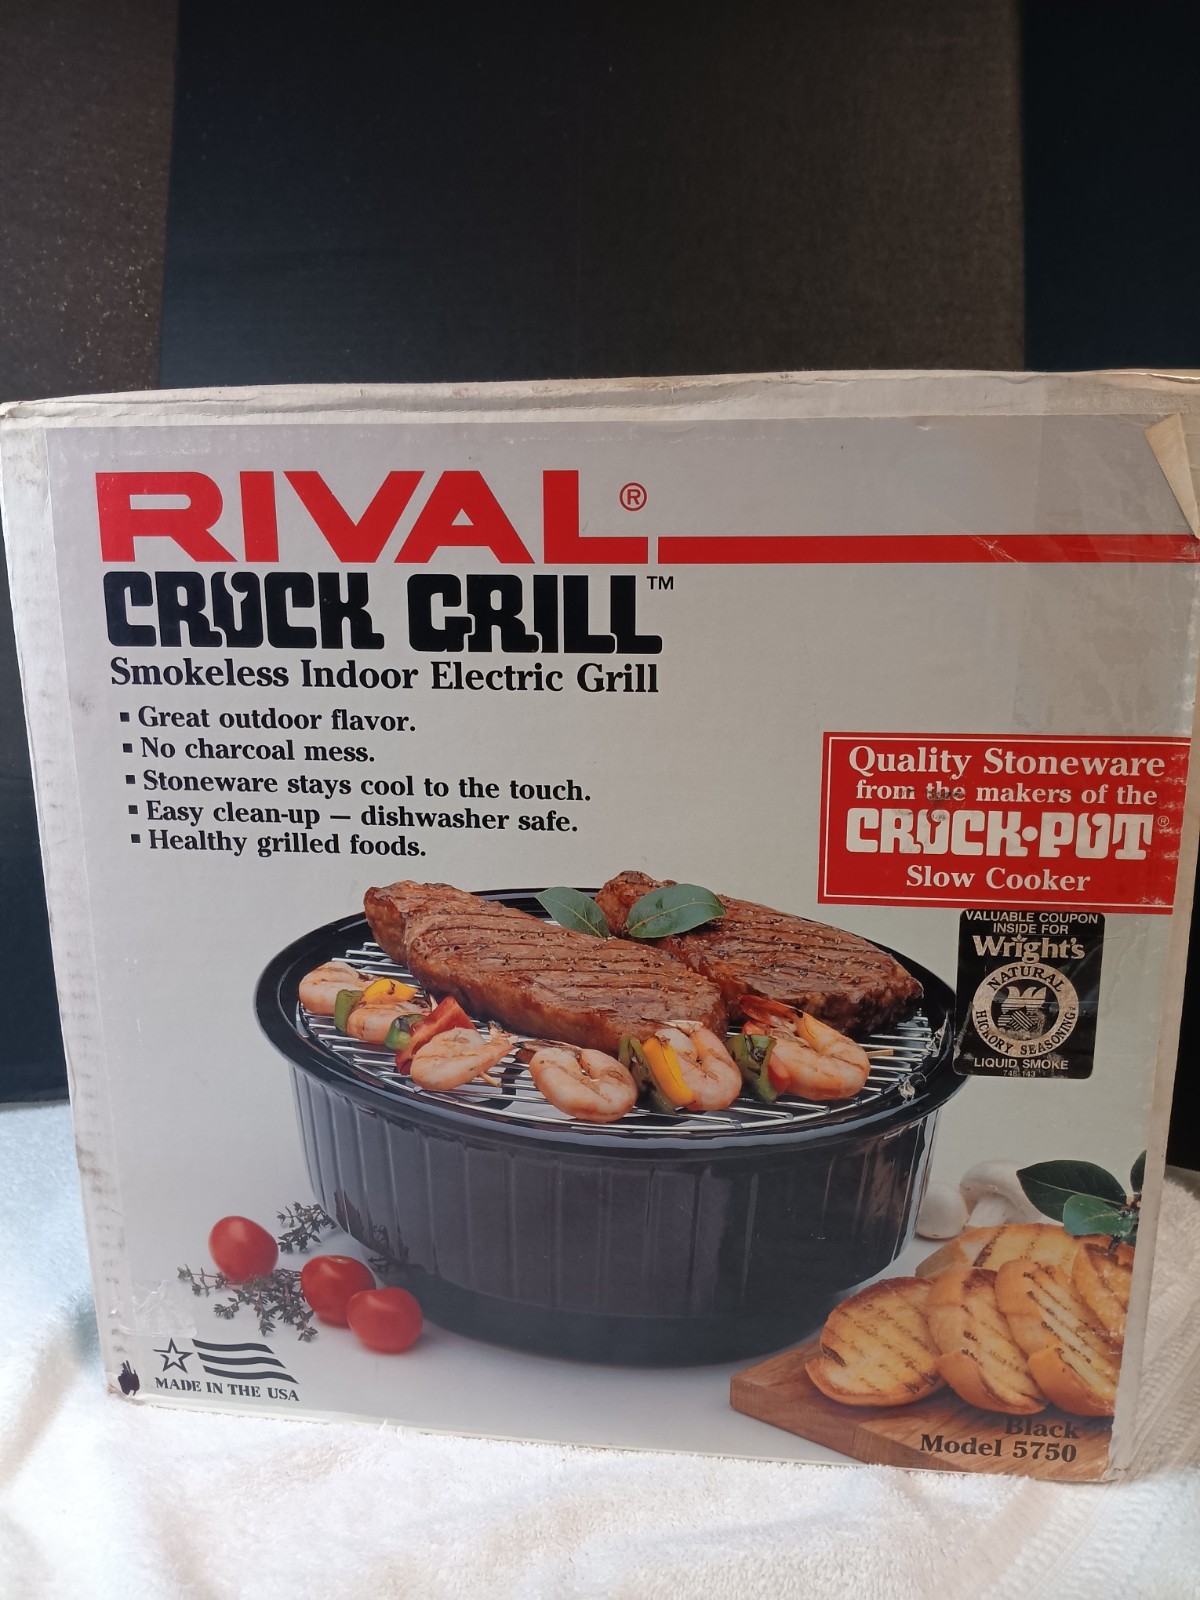 RIVAL®
CROCK GRILL™
Smokeless Indoor Electric Grill
▪ Great outdoor flavor.
▪ No charcoal mess.
▪ Stoneware stays cool to the touch.
▪ Easy clean-up — dishwasher safe.
▪ Healthy grilled foods.
Quality Stoneware
from the makers of the
CROCK•POT®
Slow Cooker
VALUABLE COUPON
INSIDE FOR
Wright's
NATURAL
HICKORY SEASONING
LIQUID SMOKE
748-143
MADE IN THE USA
Black
Model 5750